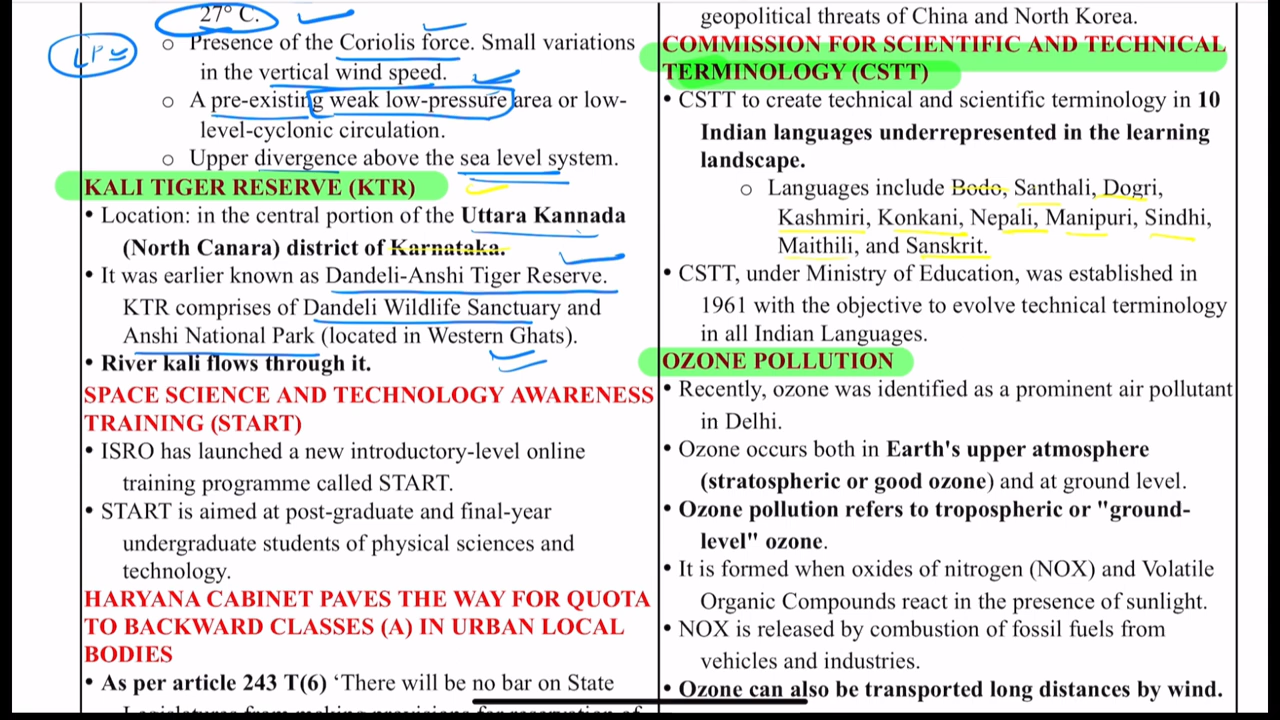 27° C.
LP
o Presence of the Coriolis force. Small variations
in the vertical wind speed.
o A pre-existing weak low-pressure area or low-
level-cyclonic circulation.
o Upper divergence above the sea level system.
KALI TIGER RESERVE (KTR)
• Location: in the central portion of the Uttara Kannada
(North Canara) district of Karnataka.
• It was earlier known as Dandeli-Anshi Tiger Reserve.
KTR comprises of Dandeli Wildlife Sanctuary and
Anshi National Park (located in Western Ghats).
• River kali flows through it.
SPACE SCIENCE AND TECHNOLOGY AWARENESS
TRAINING (START)
• ISRO has launched a new introductory-level online
training programme called START.
• START is aimed at post-graduate and final-year
undergraduate students of physical sciences and
technology.
HARYANA CABINET PAVES THE WAY FOR QUOTA
TO BACKWARD CLASSES (A) IN URBAN LOCAL
BODIES
• As per article 243 T(6) ‘There will be no bar on State
geopolitical threats of China and North Korea.
COMMISSION FOR SCIENTIFIC AND TECHNICAL
TERMINOLOGY (CSTT)
• CSTT to create technical and scientific terminology in 10
Indian languages underrepresented in the learning
landscape.
o Languages include Bodo, Santhali, Dogri,
Kashmiri, Konkani, Nepali, Manipuri, Sindhi,
Maithili, and Sanskrit.
• CSTT, under Ministry of Education, was established in
1961 with the objective to evolve technical terminology
in all Indian Languages.
OZONE POLLUTION
• Recently, ozone was identified as a prominent air pollutant
in Delhi.
• Ozone occurs both in Earth's upper atmosphere
(stratospheric or good ozone) and at ground level.
• Ozone pollution refers to tropospheric or "ground-
level" ozone.
• It is formed when oxides of nitrogen (NOX) and Volatile
Organic Compounds react in the presence of sunlight.
• NOX is released by combustion of fossil fuels from
vehicles and industries.
• Ozone can also be transported long distances by wind.